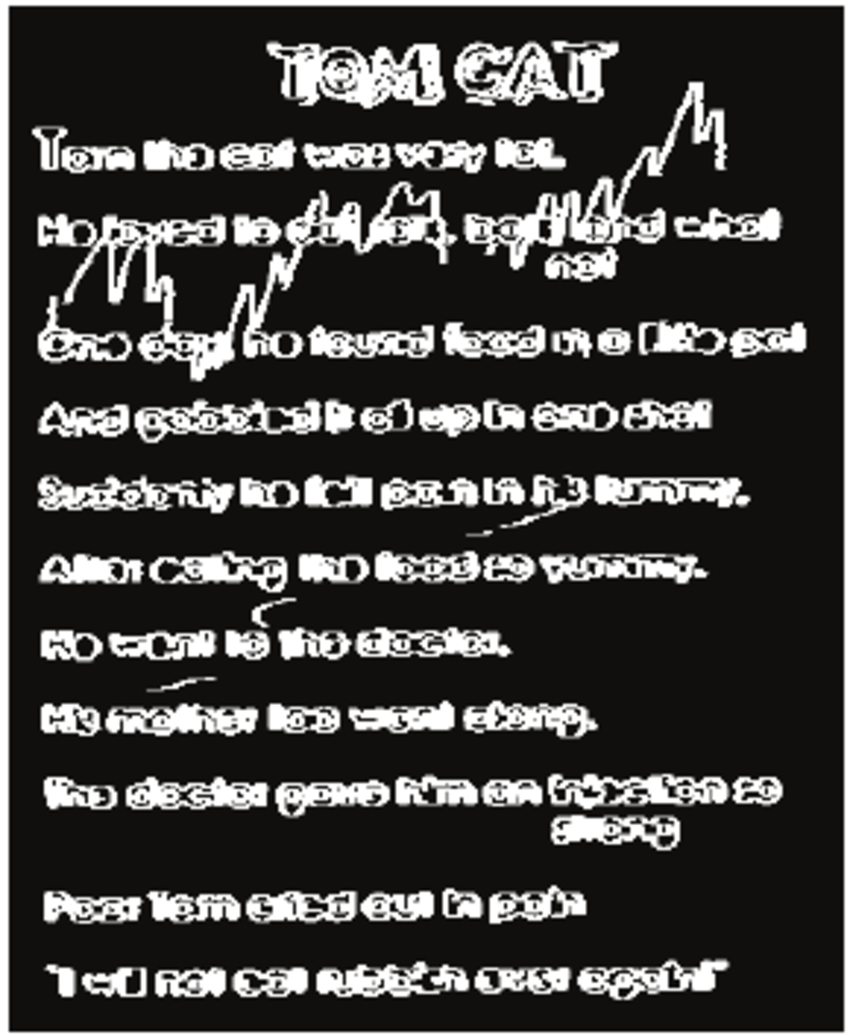 TOM CAT
Tom the cat was very fat.
He loved to eat and what
not
One day he found food in a little pot
And gobbled it all up in one shot
Suddenly he felt pain in his tummy.
After eating the food so yummy.
He went to the doctor.
His mother too went along.
The doctor gave him an injection so
strong
Poor Tom cried out in pain
"I will not eat rubbish ever again!"